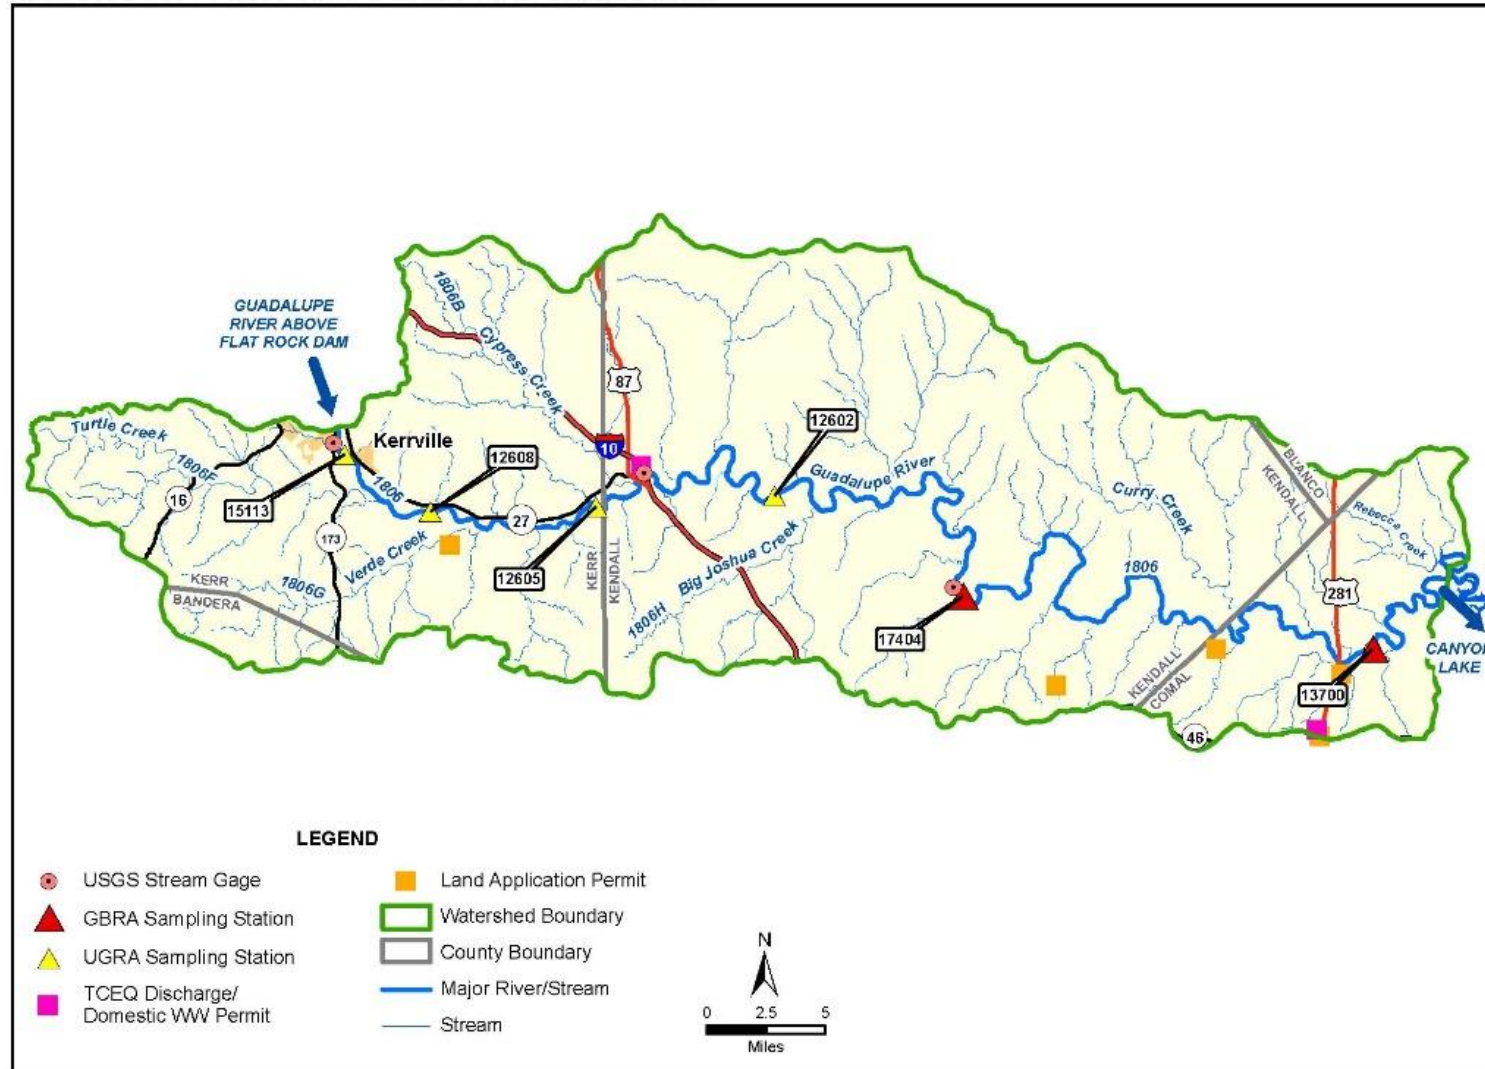 GUADALUPE
RIVER ABOVE
FLAT ROCK DAM
1806B
Cypress Creek
87
10
Turtle Creek
1806F
Kerrville
16
15113
1806
12608
12602
Guadalupe River
173
27
Verde Creek
1806G
12605
KERR
BANDERA
KERR
KENDALL
1806H
Big Joshua Creek
17404
Curry Creek
1806
BLANCO
KENDALL
Rebecca Creek
281
KENDALL
COMAL
46
13700
CANYON
LAKE
LEGEND
USGS Stream Gage
GBRA Sampling Station
UGRA Sampling Station
TCEQ Discharge/
Domestic WW Permit
Land Application Permit
Watershed Boundary
County Boundary
Major River/Stream
Stream
N
0 2.5 5
Miles